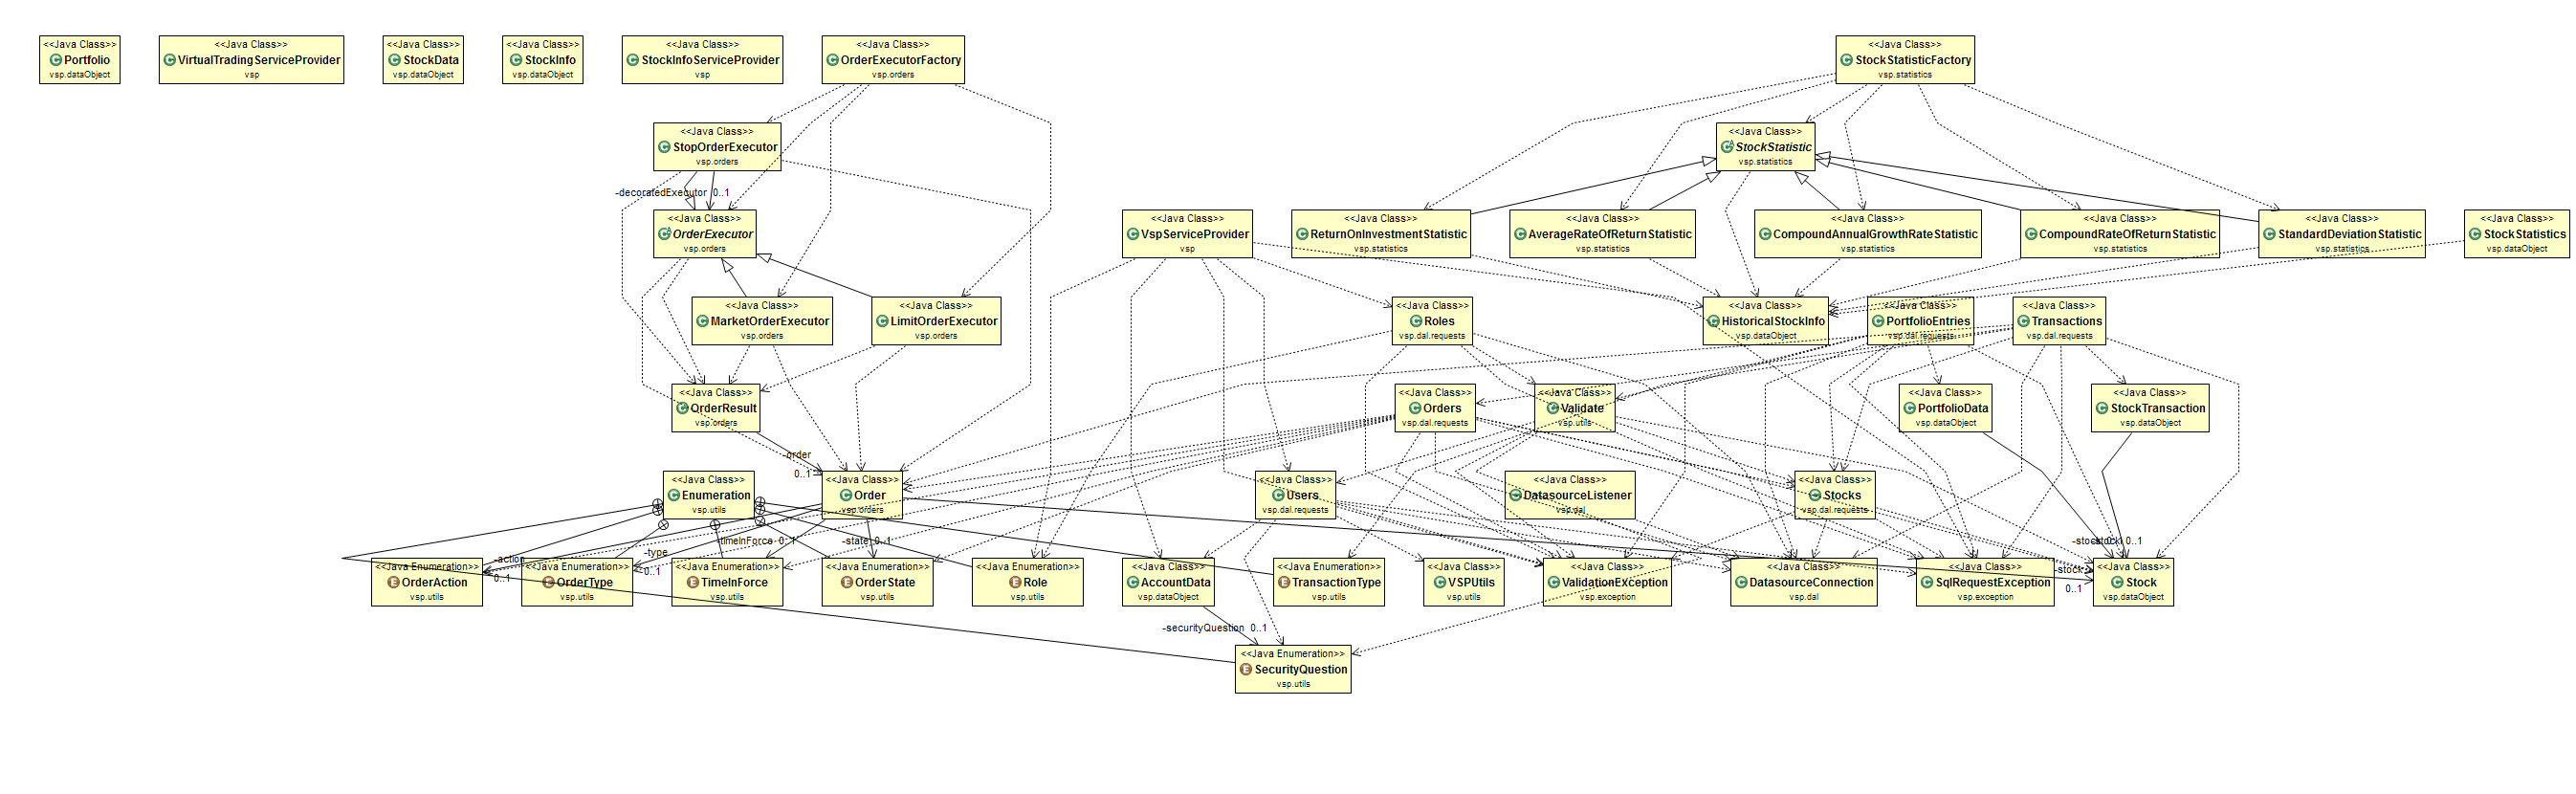 <<Java Class>>
Portfolio
vsp.dataObject
<<Java Class>>
VirtualTradingServiceProvider
vsp
<<Java Class>>
StockData
vsp.dataObject
<<Java Class>>
StockInfo
vsp.dataObject
<<Java Class>>
StockInfoServiceProvider
vsp
<<Java Class>>
OrderExecutorFactory
vsp.orders
<<Java Class>>
StockStatisticFactory
vsp.statistics
<<Java Class>>
StopOrderExecutor
vsp.orders
<<Java Class>>
StockStatistic
vsp.statistics
-decoratedExecutor 0..1
<<Java Class>>
OrderExecutor
vsp.orders
<<Java Class>>
VspServiceProvider
vsp
<<Java Class>>
ReturnOnInvestmentStatistic
vsp.statistics
<<Java Class>>
AverageRateOfReturnStatistic
vsp.statistics
<<Java Class>>
CompoundAnnualGrowthRateStatistic
vsp.statistics
<<Java Class>>
CompoundRateOfReturnStatistic
vsp.statistics
<<Java Class>>
StandardDeviationStatistic
vsp.statistics
<<Java Class>>
StockStatistics
vsp.dataObject
<<Java Class>>
MarketOrderExecutor
vsp.orders
<<Java Class>>
LimitOrderExecutor
vsp.orders
<<Java Class>>
Roles
vsp.dal.requests
<<Java Class>>
HistoricalStockInfo
vsp.dataObject
<<Java Class>>
PortfolioEntries
vsp.dal.requests
<<Java Class>>
Transactions
vsp.dal.requests
<<Java Class>>
OrderResult
vsp.orders
<<Java Class>>
Orders
vsp.dal.requests
<<Java Class>>
Validate
vsp.utils
<<Java Class>>
PortfolioData
vsp.dataObject
<<Java Class>>
StockTransaction
vsp.dataObject
-order
0..1
<<Java Class>>
Enumeration
vsp.utils
<<Java Class>>
Order
vsp.orders
<<Java Class>>
Users
vsp.dal.requests
<<Java Class>>
DatasourceListener
vsp.dal
<<Java Class>>
Stocks
vsp.dal.requests
-action
0..1
-type
0..1
-timeInForce 0..1
-state 0..1
-stock 0..1
-stock
0..1
<<Java Enumeration>>
OrderAction
vsp.utils
<<Java Enumeration>>
OrderType
vsp.utils
<<Java Enumeration>>
TimeInForce
vsp.utils
<<Java Enumeration>>
OrderState
vsp.utils
<<Java Enumeration>>
Role
vsp.utils
<<Java Class>>
AccountData
vsp.dataObject
<<Java Enumeration>>
TransactionType
vsp.utils
<<Java Class>>
VSPUtils
vsp.utils
<<Java Class>>
ValidationException
vsp.exception
<<Java Class>>
DatasourceConnection
vsp.dal
<<Java Class>>
SqlRequestException
vsp.exception
<<Java Class>>
Stock
vsp.dataObject
-securityQuestion 0..1
<<Java Enumeration>>
SecurityQuestion
vsp.utils